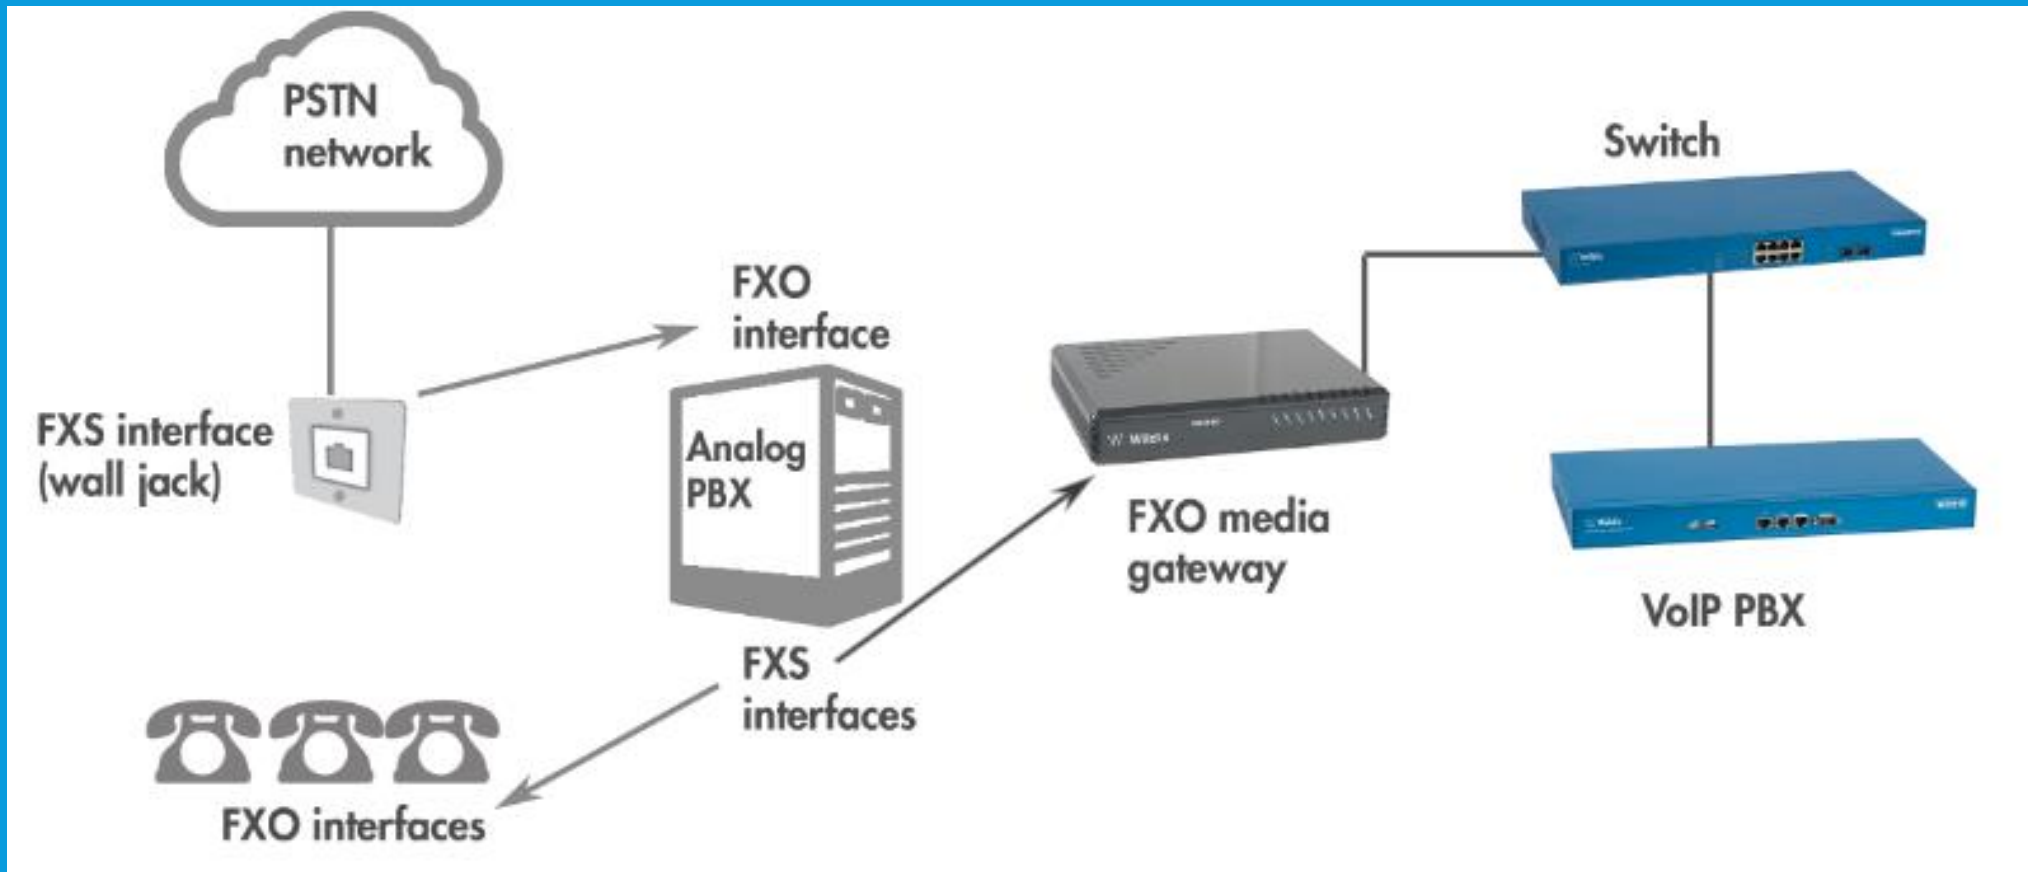 PSTN
network
Switch
FXO
interface
FXS interface
(wall jack)
Analog
PBX
Wildix
FXO media
gateway
VoIP PBX
FXS
interfaces
FXO interfaces